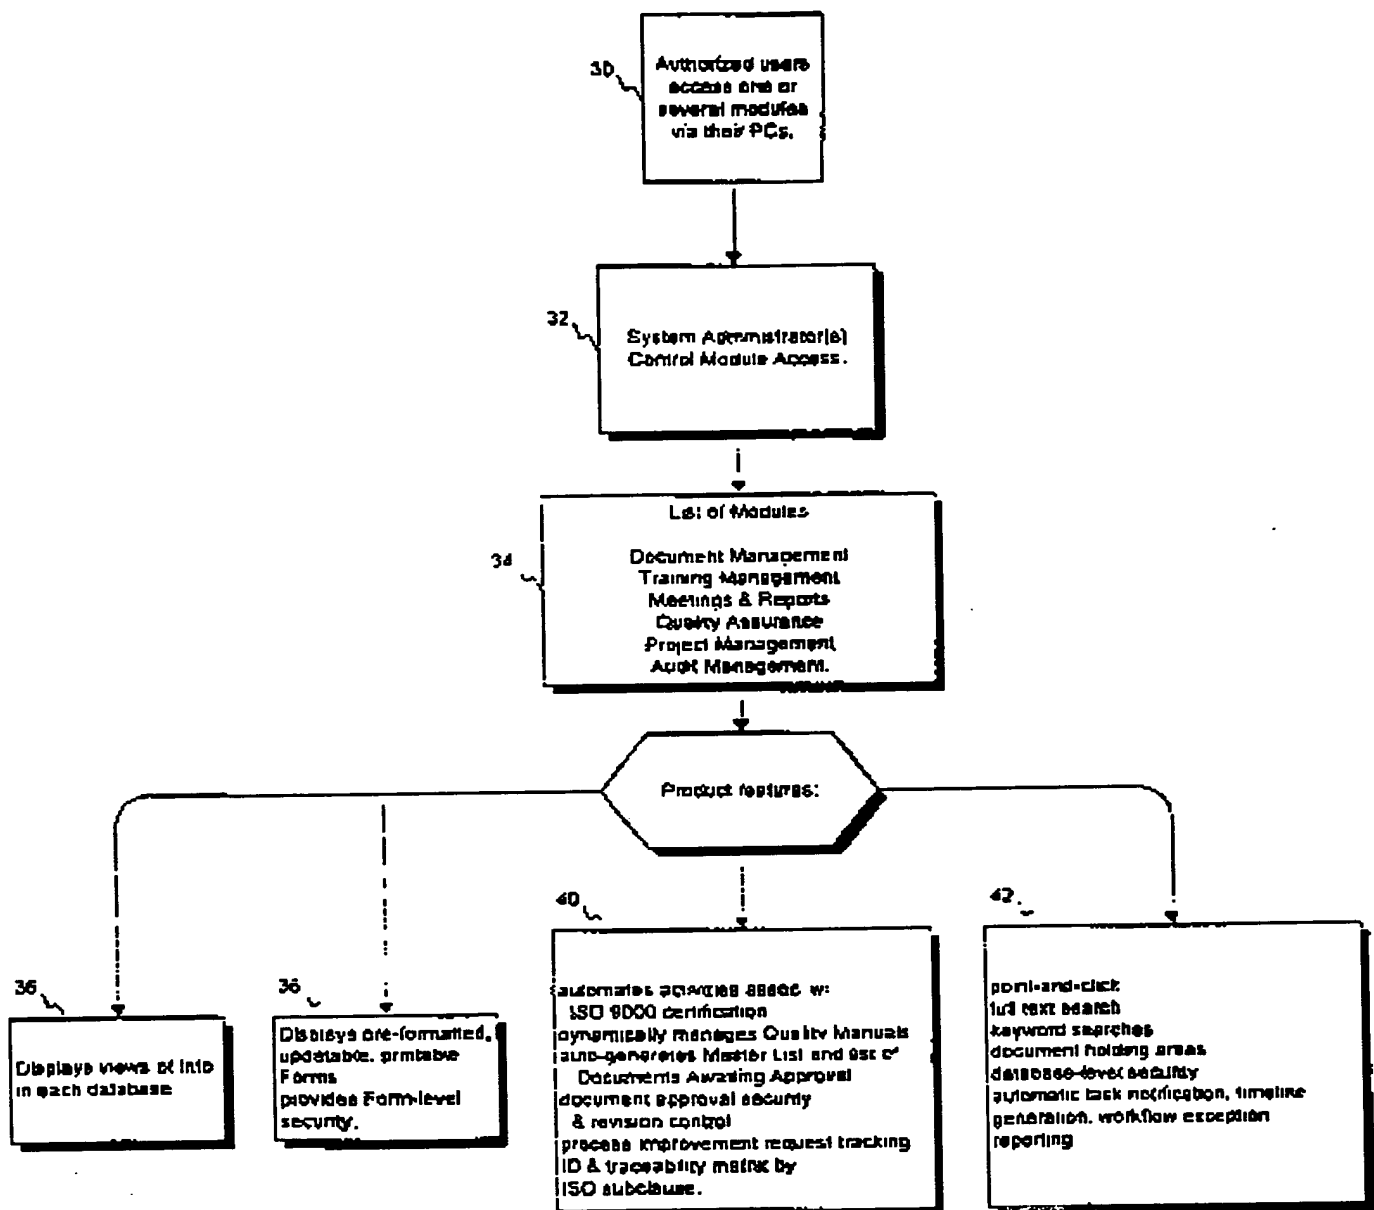 30
Authorized users
access one or
several modules
via their PCs.
32
System Administrator(s)
Control Module Access.
34
List of Modules
Document Management
Training Management
Meetings & Reports
Quality Assurance
Project Management
Audit Management.
Product features:
36
Displays views of info
in each database
36
Displays pre-formatted,
updatable, printable
Forms
provides Form-level
security.
40
automates activities assoc. w/
ISO 9000 certification
dynamically manages Quality Manuals
auto-generates Master List and list of
Documents Awaiting Approval
document approval security
& revision control
process improvement request tracking
ID & traceability matrix by
ISO subclause.
42
point-and-click
full text search
keyword searches
document holding areas
database-level security
automatic task notification, timeline
generation, workflow exception
reporting